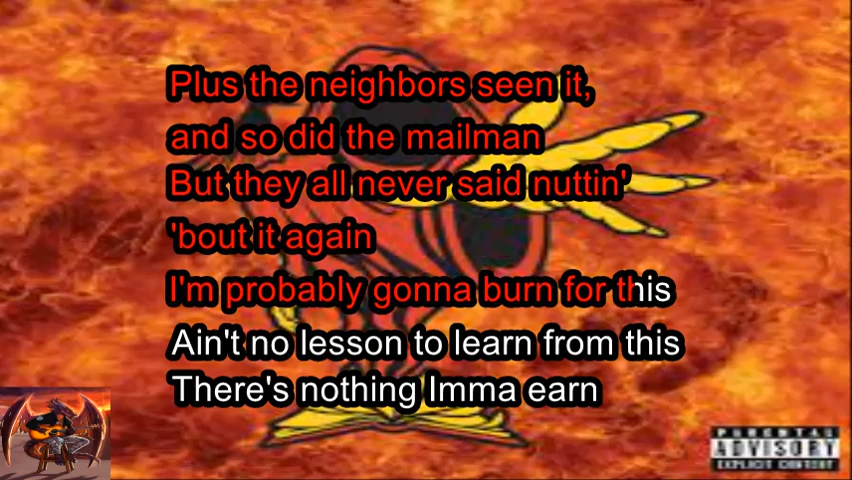 Plus the neighbors seen it,
and so did the mailman
But they all never said nuttin'
'bout it again
I'm probably gonna burn for this
Ain't no lesson to learn from this
There's nothing Imma earn
PARENTAL
ADVISORY
EXPLICIT CONTENT